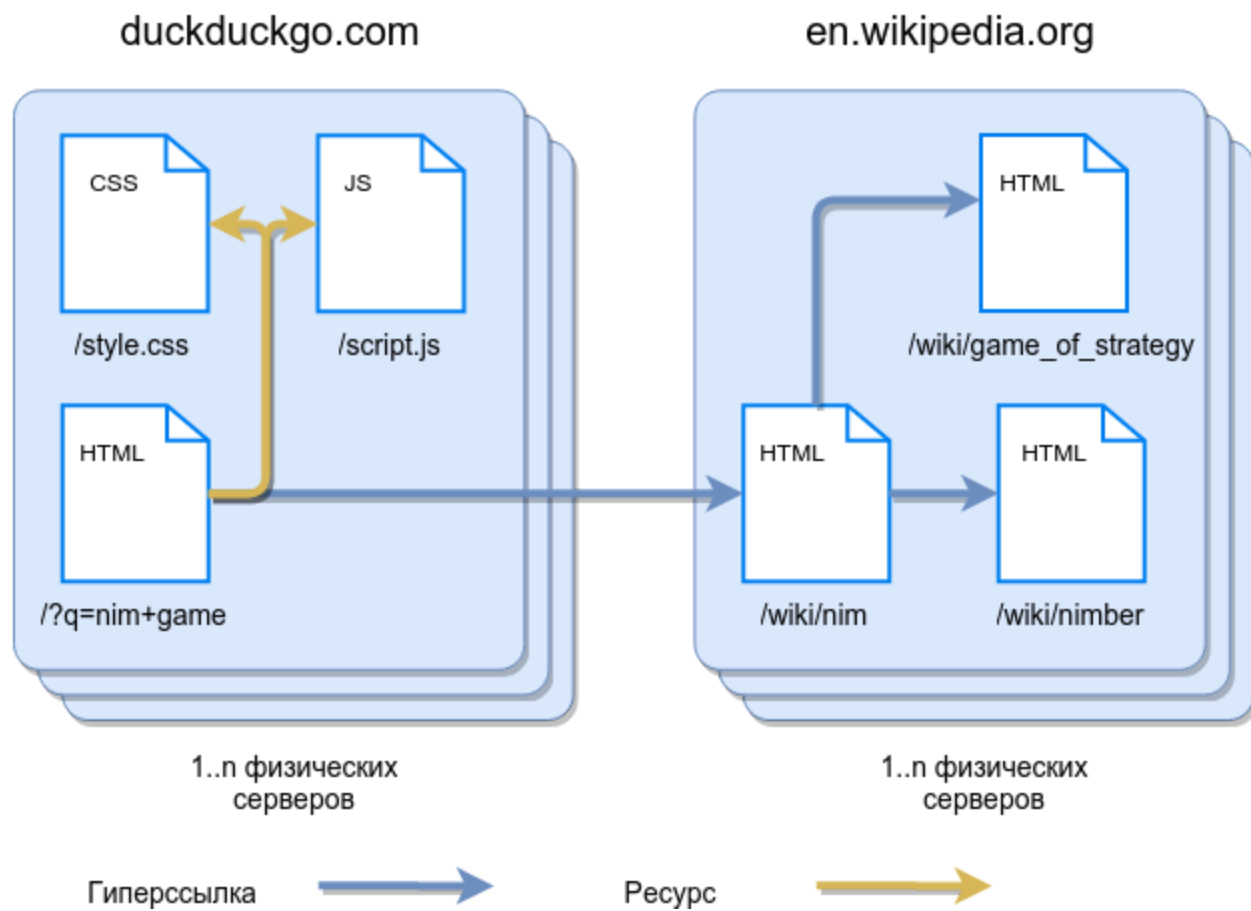 duckduckgo.com
en.wikipedia.org
CSS
JS
/style.css
/script.js
HTML
/?q=nim+game
HTML
/wiki/game_of_strategy
HTML
HTML
/wiki/nim
/wiki/nimber
1..n физических
серверов
1..n физических
серверов
Гиперссылка
Ресурс